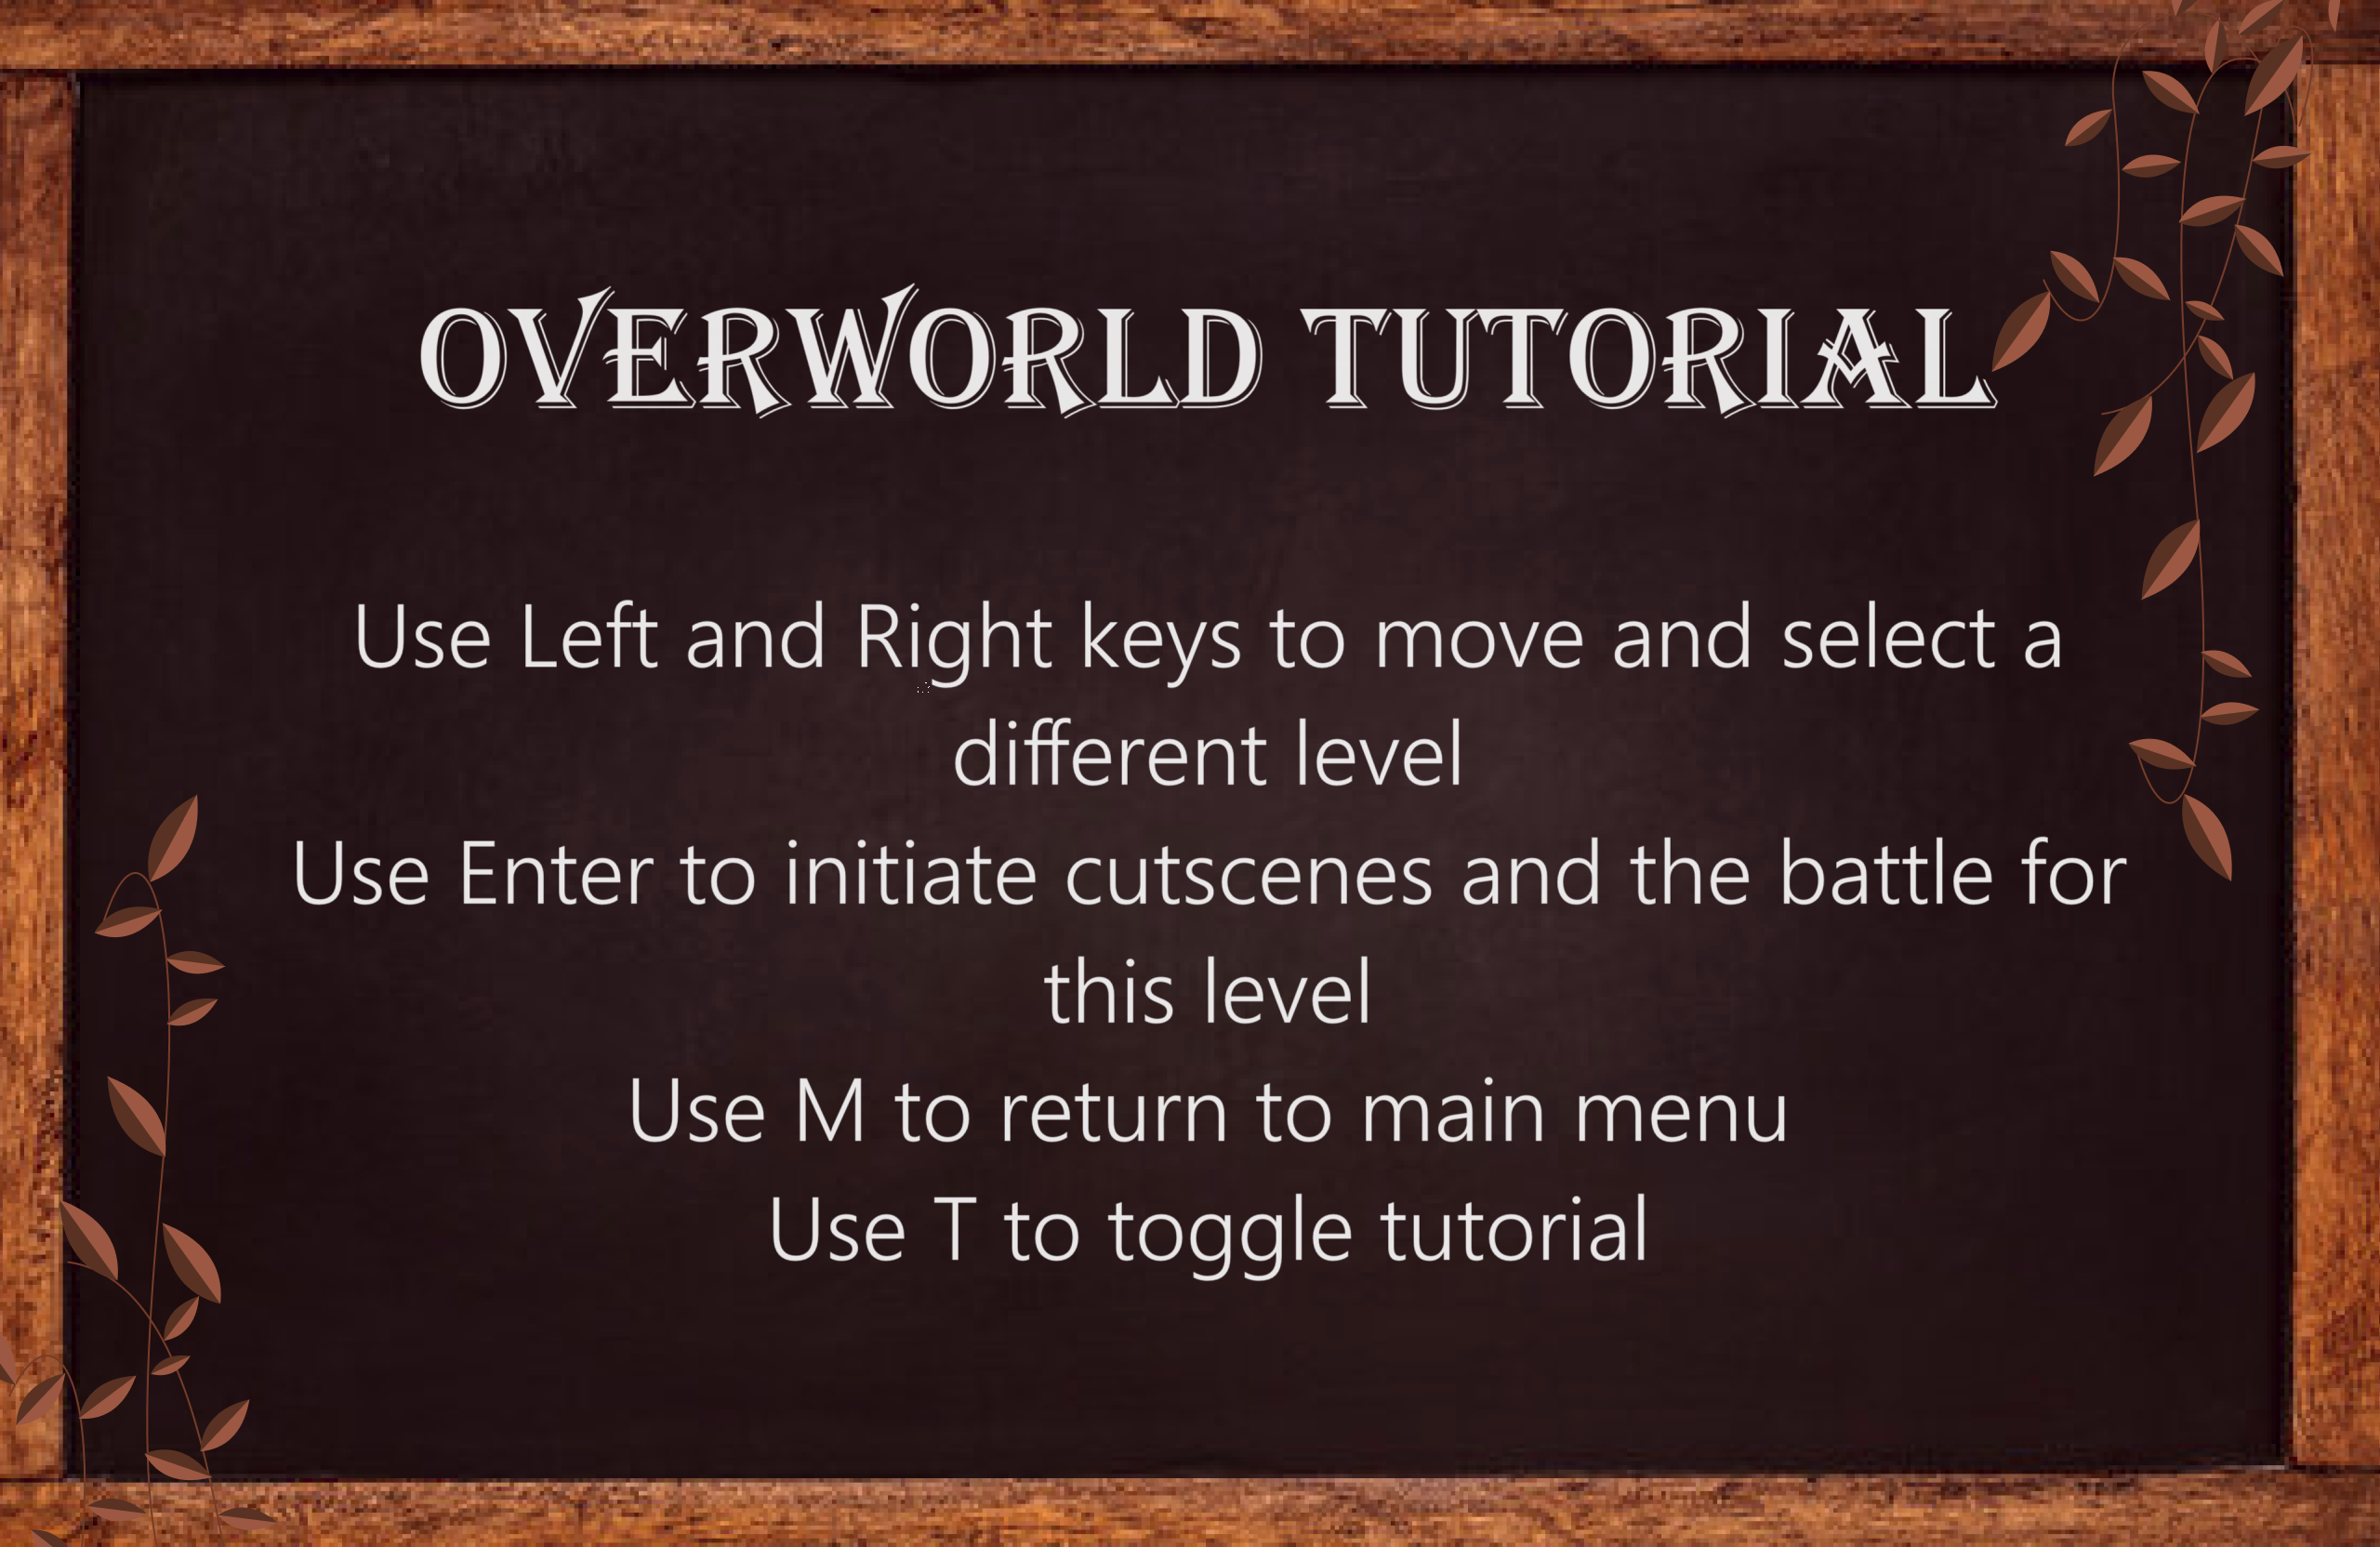 OVERWORLD TUTORIAL
Use Left and Right keys to move and select a
different level
Use Enter to initiate cutscenes and the battle for
this level
Use M to return to main menu
Use T to toggle tutorial